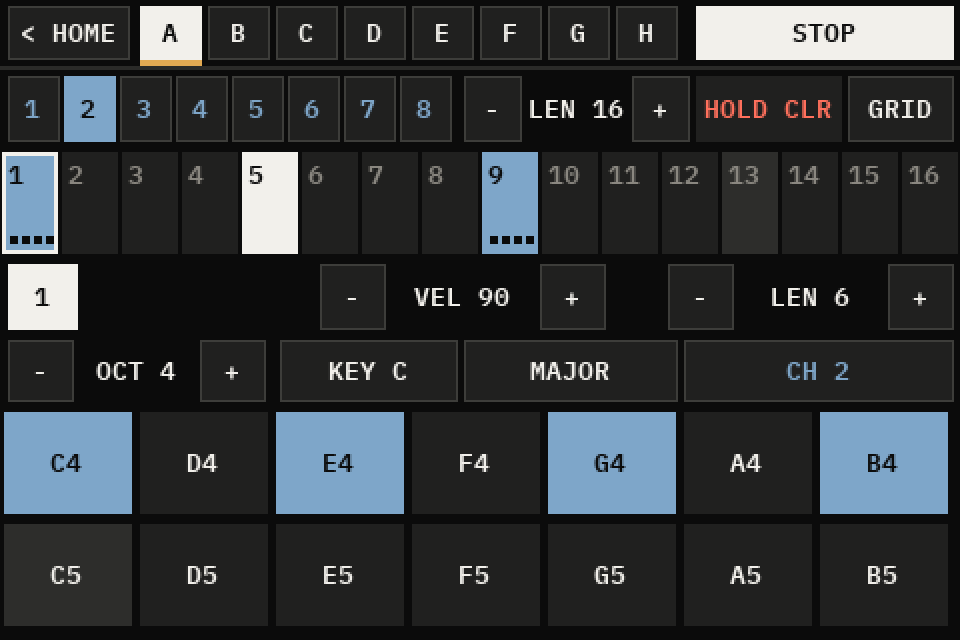 < HOME A B C D E F G H STOP
1 2 3 4 5 6 7 8 - LEN 16 + HOLD CLR GRID
1 2 3 4 5 6 7 8 9 10 11 12 13 14 15 16
1 - VEL 90 + - LEN 6 +
- OCT 4 + KEY C MAJOR CH 2
C4 D4 E4 F4 G4 A4 B4
C5 D5 E5 F5 G5 A5 B5